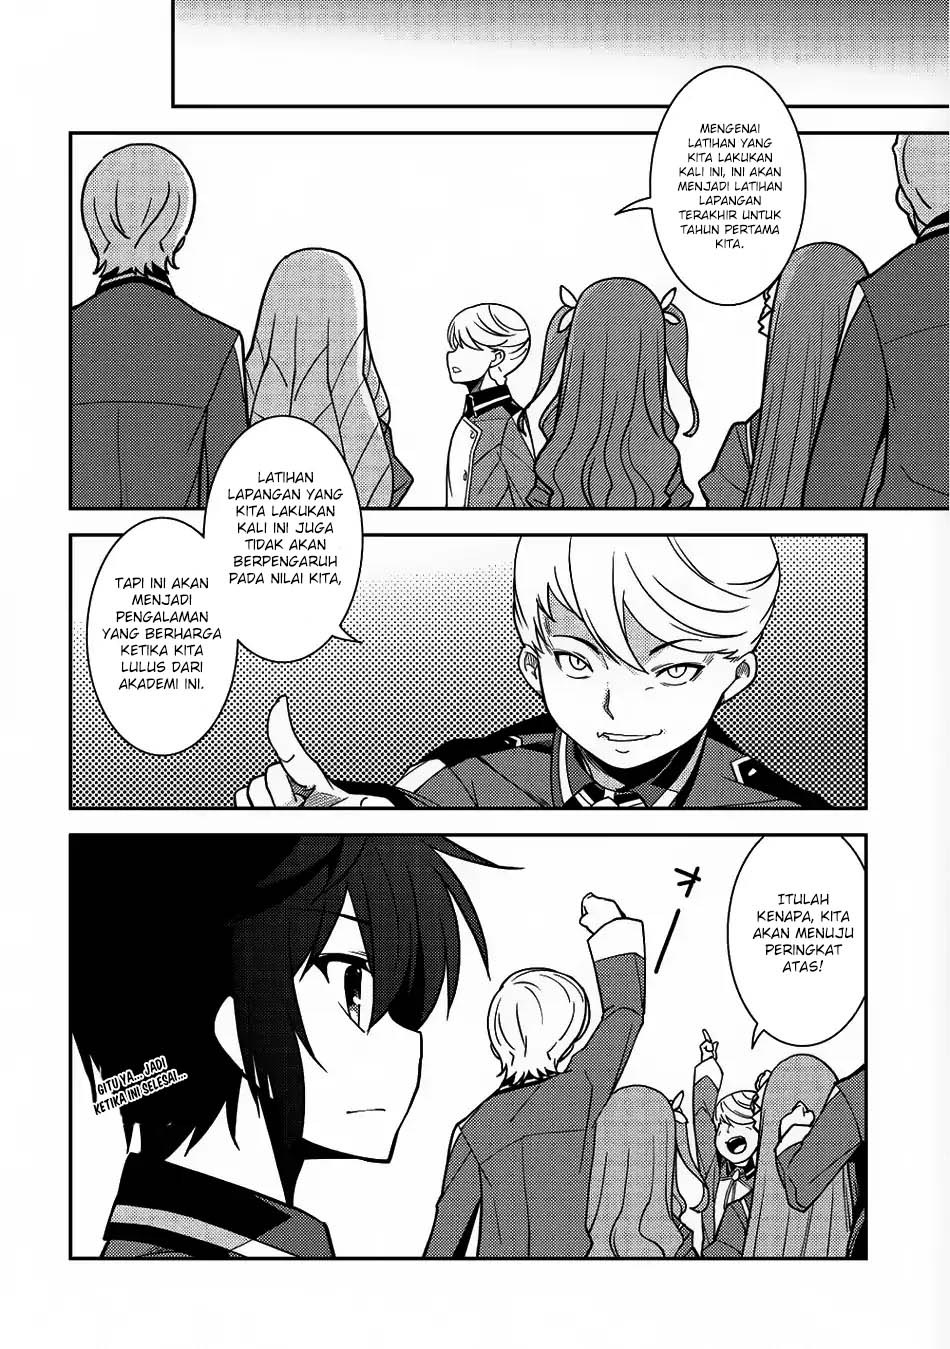 MENGENAI
LATIHAN YANG
KITA LAKUKAN
KALI INI, INI AKAN
MENJADI LATIHAN
LAPANGAN
TERAKHIR UNTUK
TAHUN PERTAMA
KITA.
LATIHAN
LAPANGAN YANG
KITA LAKUKAN
KALI INI JUGA
TIDAK AKAN
BERPENGARUH
PADA NILAI KITA,
TAPI INI AKAN
MENJADI
PENGALAMAN
YANG BERHARGA
KETIKA KITA
LULUS DARI
AKADEMI INI.
ITULAH
KENAPA, KITA
AKAN MENUJU
PERINGKAT
ATAS!
GITU YA... JADI
KETIKA INI SELESAI...